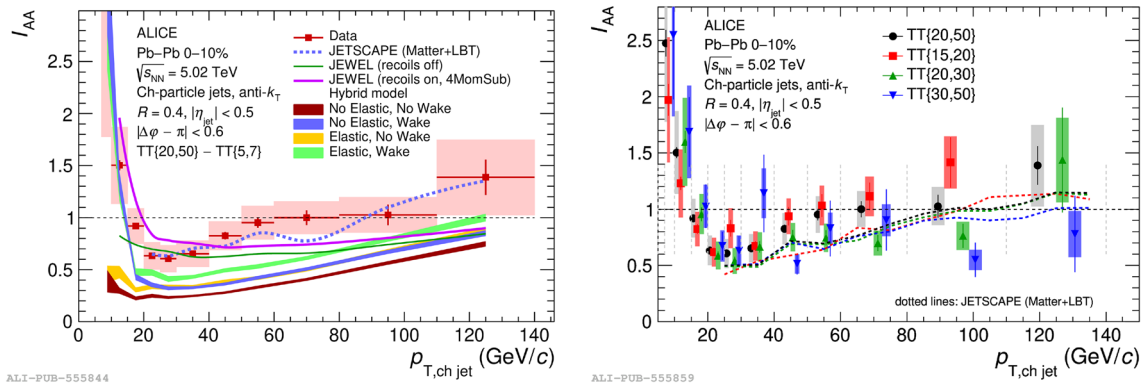 I_AA
2.5
2
1.5
1
0.5
0
0 20 40 60 80 100 120 140
p_T,ch jet (GeV/c)
ALICE
Pb−Pb 0−10%
√s_NN = 5.02 TeV
Ch-particle jets, anti-k_T
R = 0.4, |η_jet| < 0.5
|Δφ − π| < 0.6
TT{20,50} − TT{5,7}
Data
JETSCAPE (Matter+LBT)
JEWEL (recoils off)
JEWEL (recoils on, 4MomSub)
Hybrid model
No Elastic, No Wake
No Elastic, Wake
Elastic, No Wake
Elastic, Wake
ALI-PUB-555844
I_AA
2.5
2
1.5
1
0.5
0
20 40 60 80 100 120 140
p_T,ch jet (GeV/c)
ALICE
Pb−Pb 0−10%
√s_NN = 5.02 TeV
Ch-particle jets, anti-k_T
R = 0.4, |η_jet| < 0.5
|Δφ − π| < 0.6
TT{20,50}
TT{15,20}
TT{20,30}
TT{30,50}
dotted lines: JETSCAPE (Matter+LBT)
ALI-PUB-555859